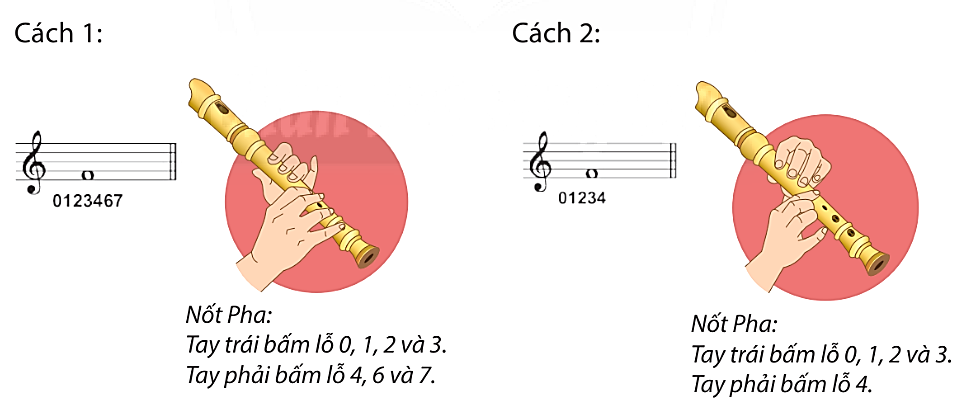 Cách 1:
0123467
Nốt Pha:
Tay trái bấm lỗ 0, 1, 2 và 3.
Tay phải bấm lỗ 4, 6 và 7.
Cách 2:
01234
Nốt Pha:
Tay trái bấm lỗ 0, 1, 2 và 3.
Tay phải bấm lỗ 4.